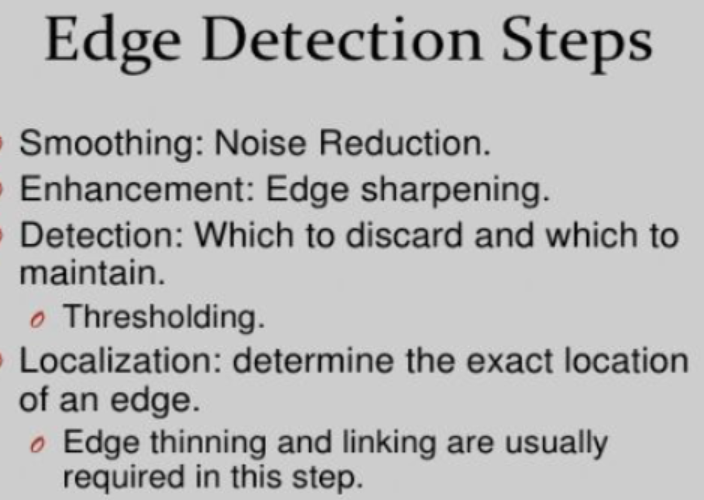 Edge Detection Steps
Smoothing: Noise Reduction.
Enhancement: Edge sharpening.
Detection: Which to discard and which to
maintain.
Thresholding.
Localization: determine the exact location
of an edge.
Edge thinning and linking are usually
required in this step.